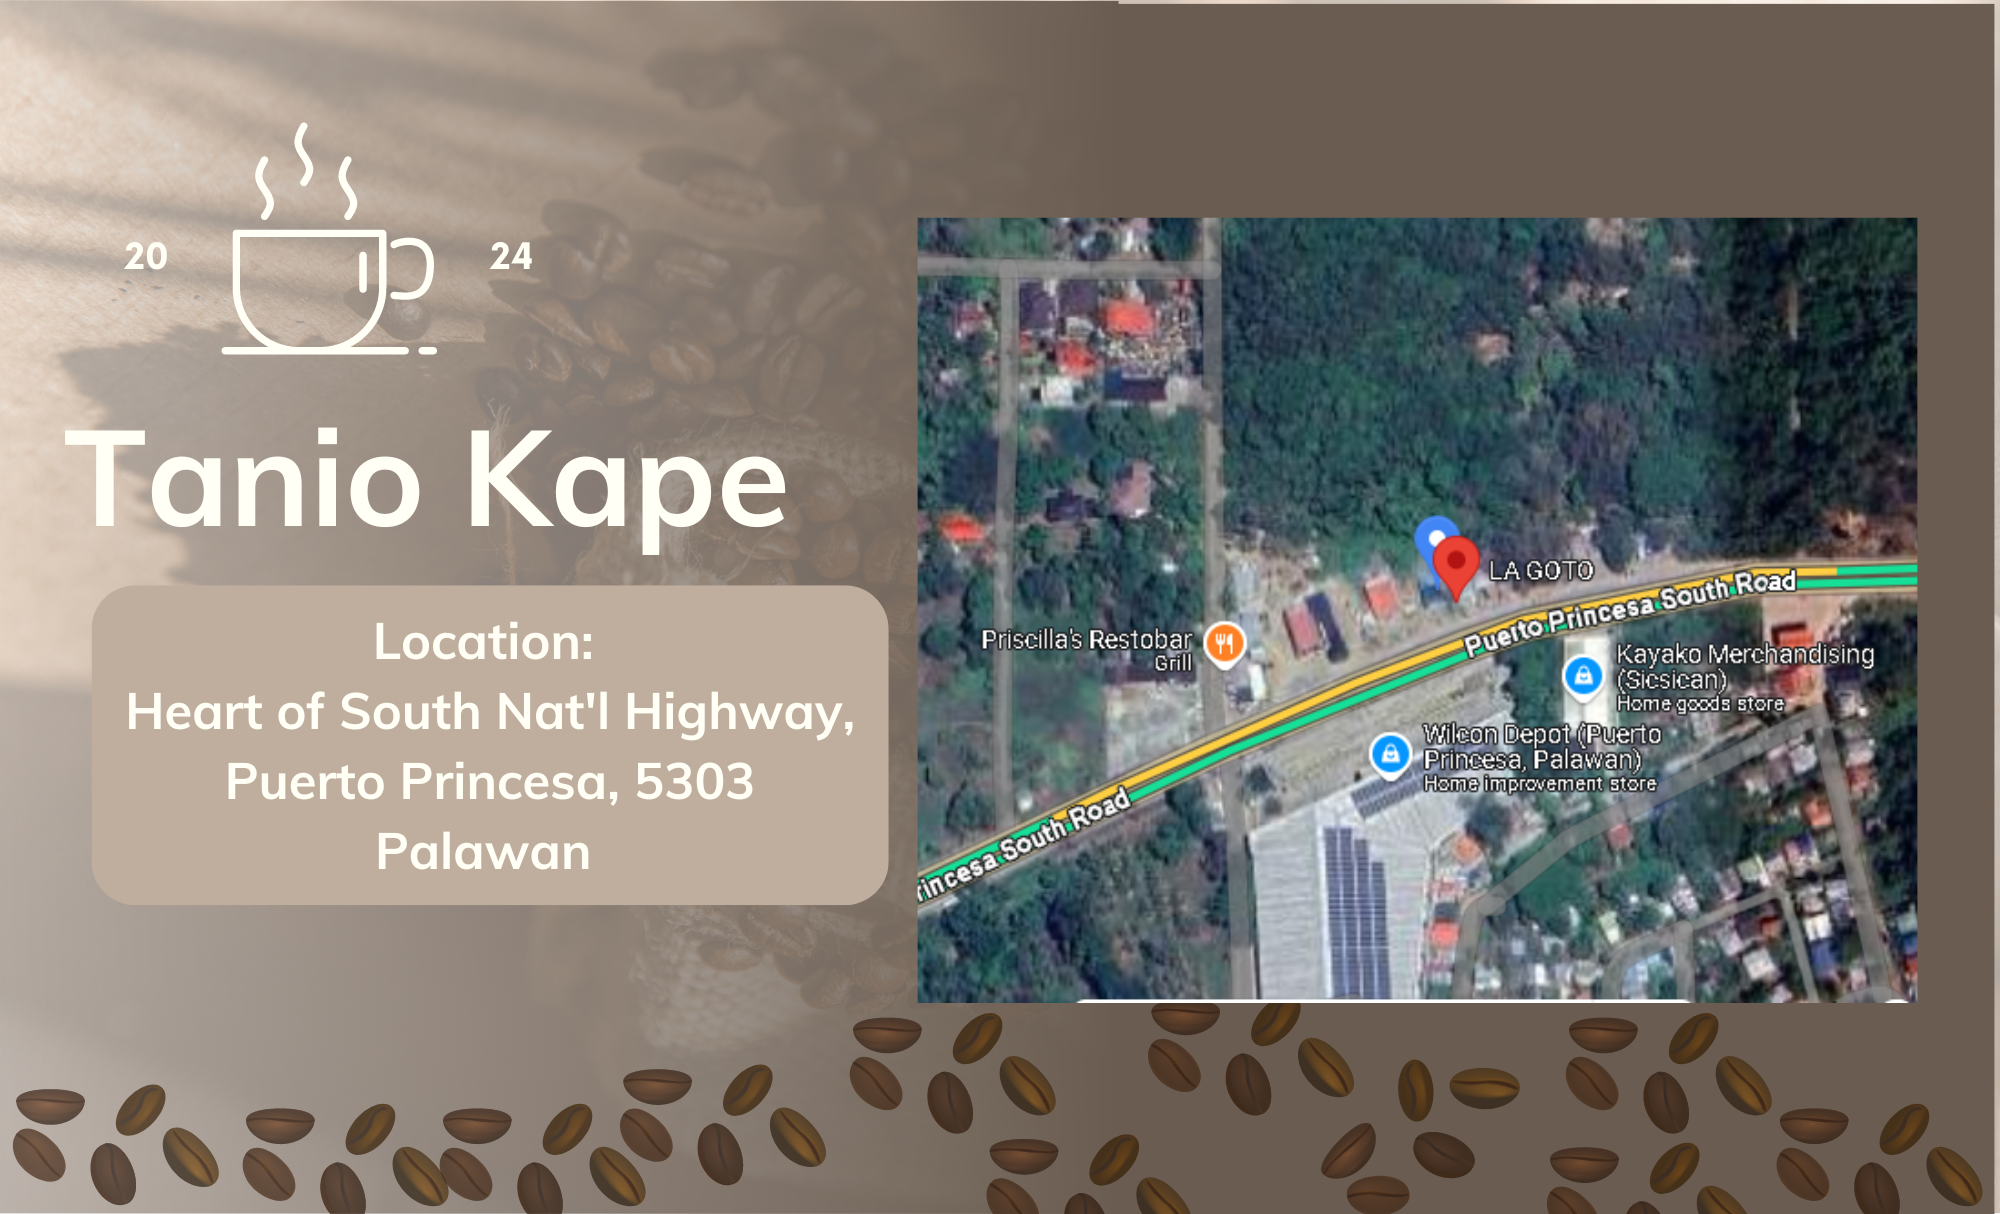 20 24
Tanio Kape
Location:
Heart of South Nat'l Highway,
Puerto Princesa, 5303
Palawan
LA GOTO
Puerto Princesa South Road
Priscilla's Restobar
Grill
Kayako Merchandising
(Sicsican)
Home goods store
Wilcon Depot (Puerto
Princesa, Palawan)
Home improvement store
rincesa South Road